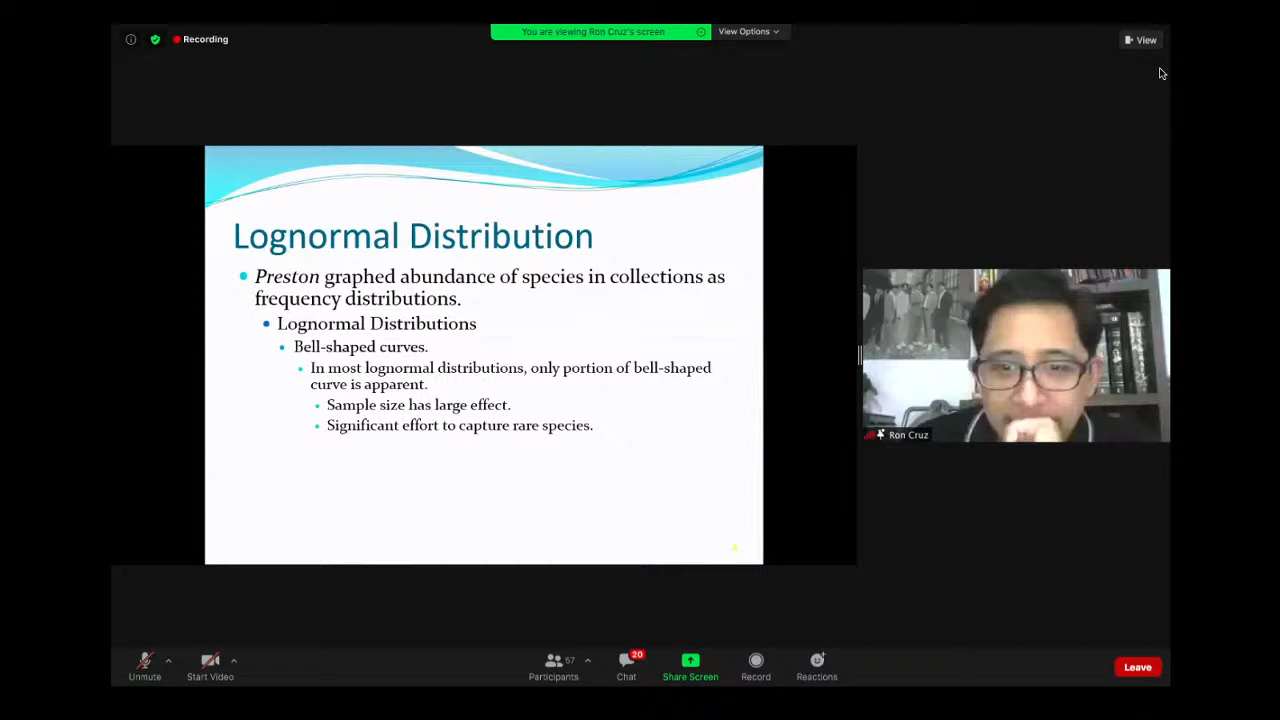 You are viewing Ron Cruz's screen
View Options
Recording
View
Lognormal Distribution
Preston graphed abundance of species in collections as
frequency distributions.
Lognormal Distributions
Bell-shaped curves.
In most lognormal distributions, only portion of bell-shaped
curve is apparent.
Sample size has large effect.
Significant effort to capture rare species.
Ron Cruz
57
20
Unmute
Start Video
Participants
Chat
Share Screen
Record
Reactions
Leave